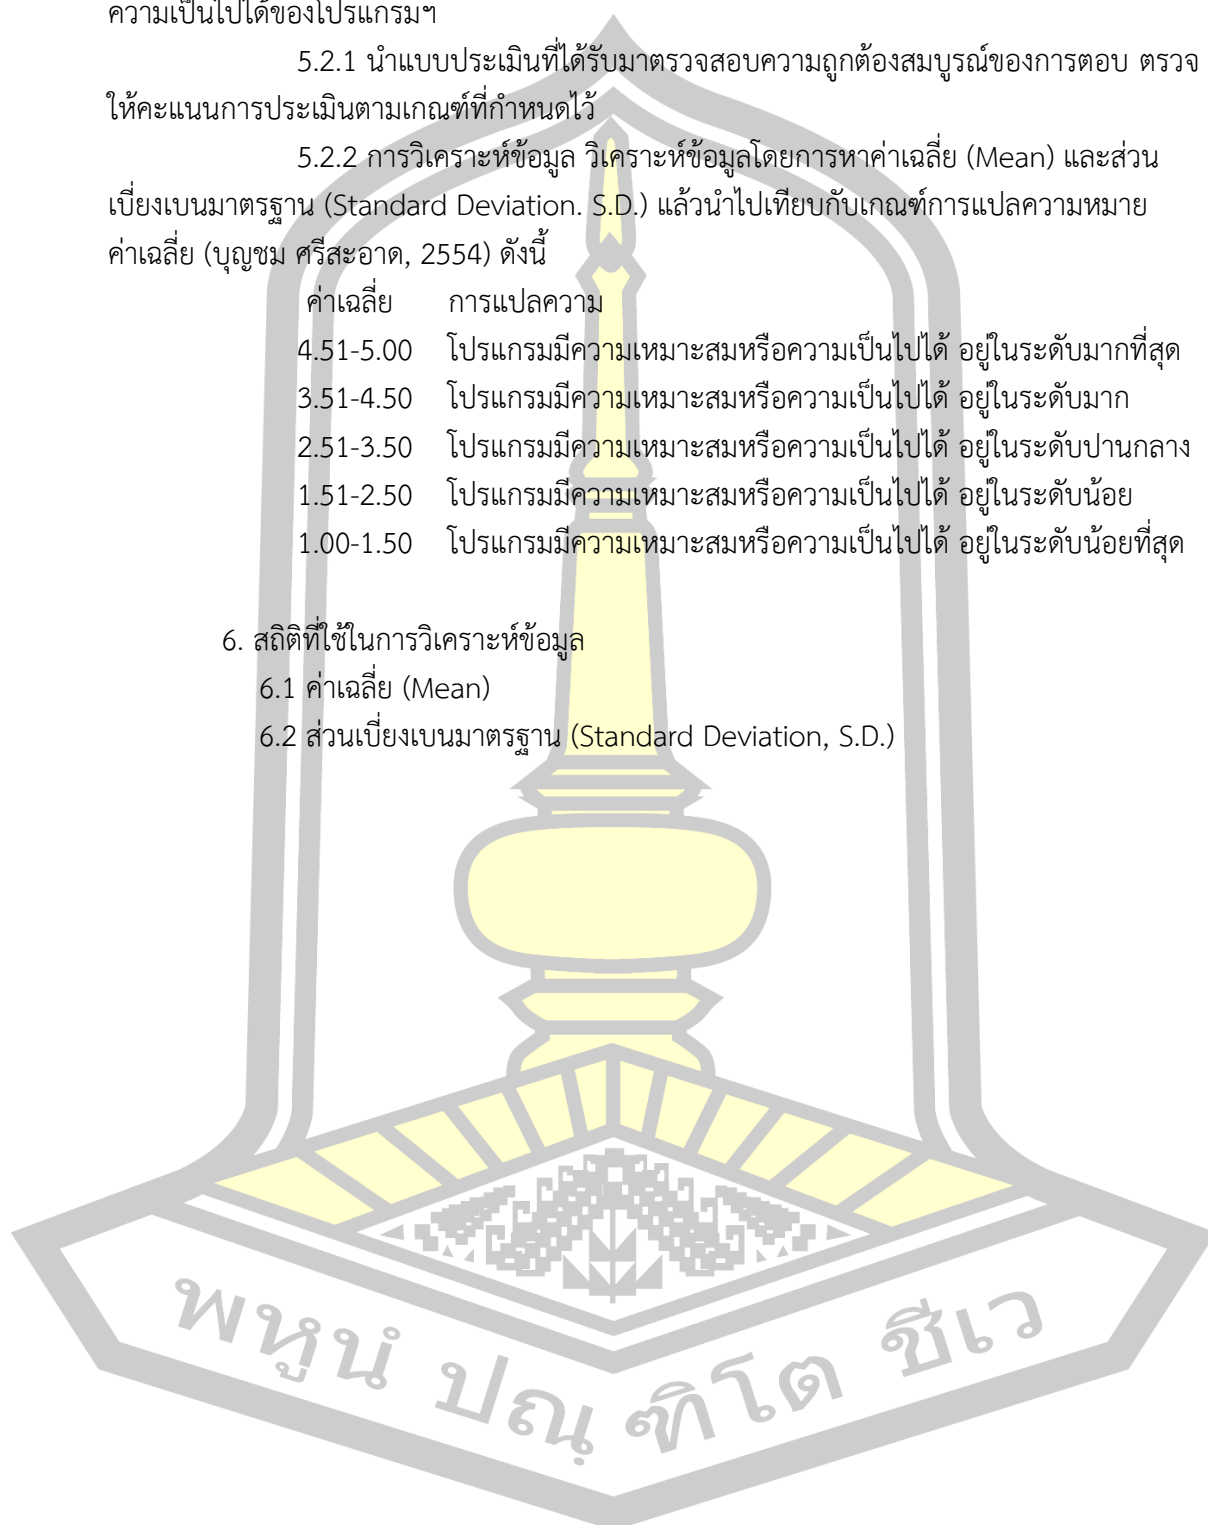 ความเป็นไปได้ของโปรแกรมฯ
5.2.1 นำแบบประเมินที่ได้รับมาตรวจสอบความถูกต้องสมบูรณ์ของการตอบ ตรวจ
ให้คะแนนการประเมินตามเกณฑ์ที่กำหนดไว้
5.2.2 การวิเคราะห์ข้อมูล วิเคราะห์ข้อมูลโดยการหาค่าเฉลี่ย (Mean) และส่วน
เบี่ยงเบนมาตรฐาน (Standard Deviation. S.D.) แล้วนำไปเทียบกับเกณฑ์การแปลความหมาย
ค่าเฉลี่ย (บุญชม ศรีสะอาด, 2554) ดังนี้
ค่าเฉลี่ย การแปลความ
4.51-5.00 โปรแกรมมีความเหมาะสมหรือความเป็นไปได้ อยู่ในระดับมากที่สุด
3.51-4.50 โปรแกรมมีความเหมาะสมหรือความเป็นไปได้ อยู่ในระดับมาก
2.51-3.50 โปรแกรมมีความเหมาะสมหรือความเป็นไปได้ อยู่ในระดับปานกลาง
1.51-2.50 โปรแกรมมีความเหมาะสมหรือความเป็นไปได้ อยู่ในระดับน้อย
1.00-1.50 โปรแกรมมีความเหมาะสมหรือความเป็นไปได้ อยู่ในระดับน้อยที่สุด
6. สถิติที่ใช้ในการวิเคราะห์ข้อมูล
6.1 ค่าเฉลี่ย (Mean)
6.2 ส่วนเบี่ยงเบนมาตรฐาน (Standard Deviation, S.D.)
พหูนํ ปณฺฑิโต ชีเว